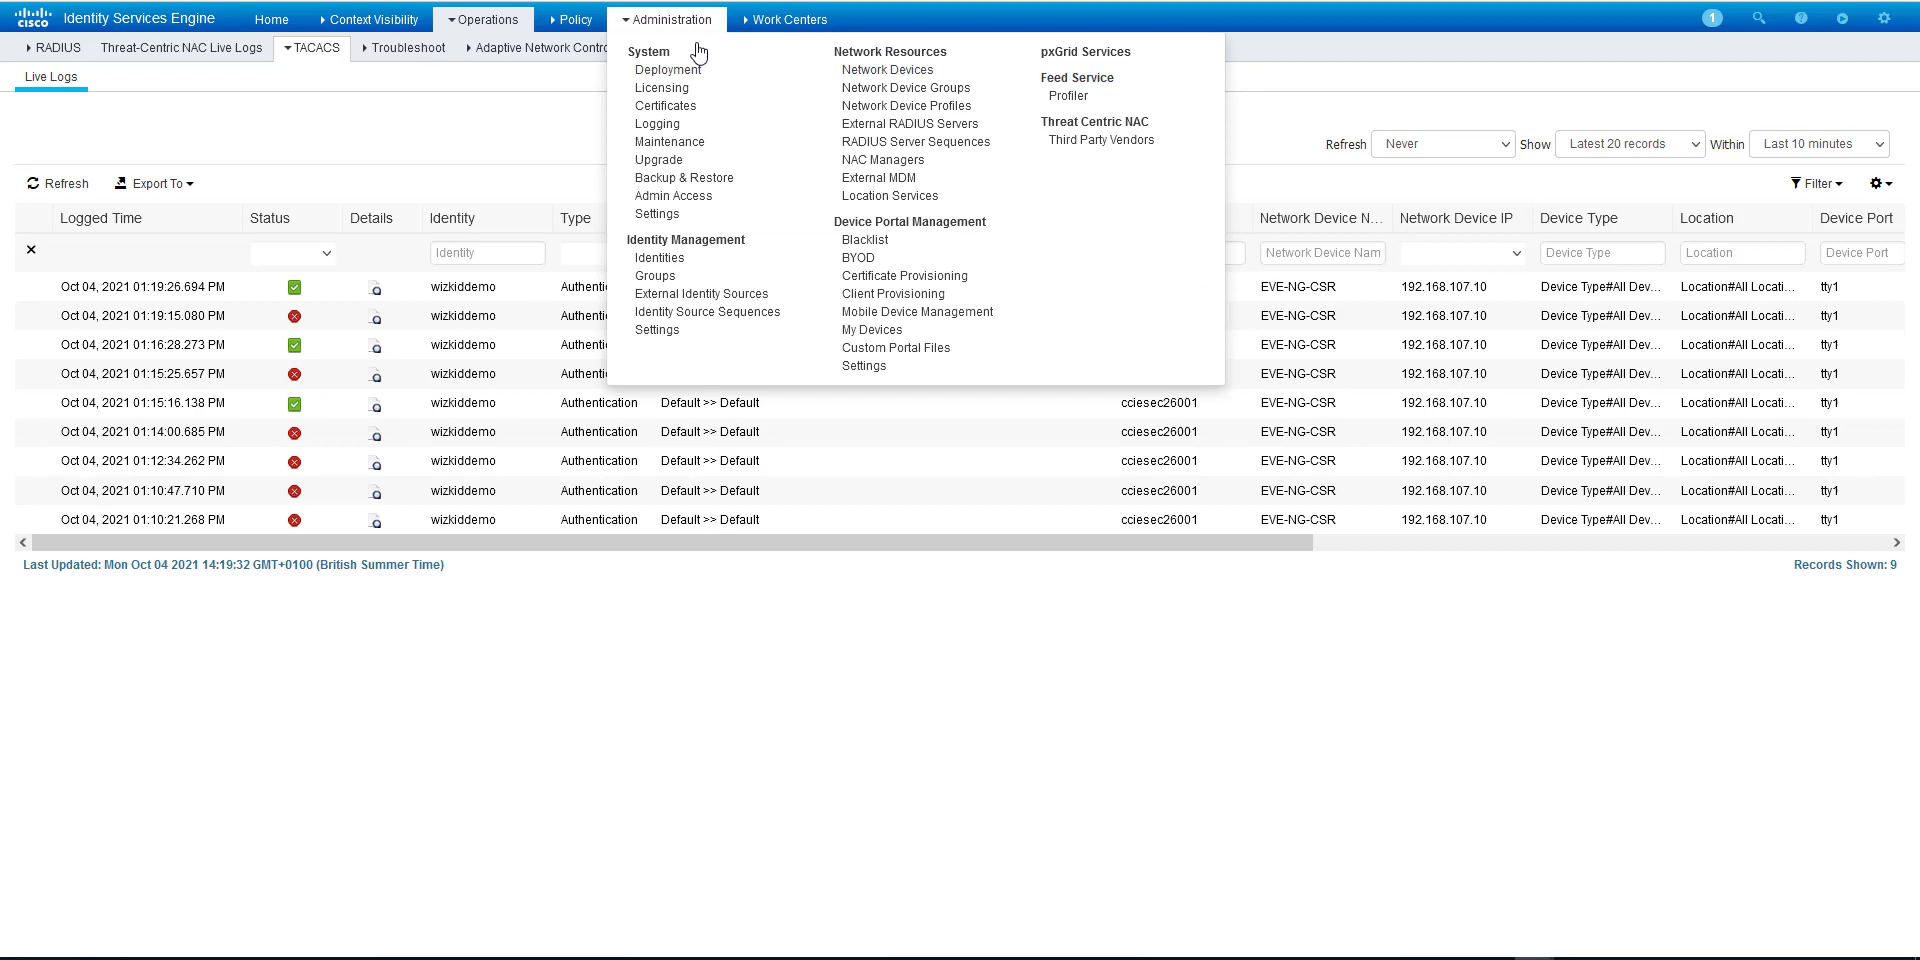 cisco Identity Services Engine Home Context Visibility Operations Policy Administration Work Centers 1
RADIUS Threat-Centric NAC Live Logs TACACS Troubleshoot Adaptive Network Contro
Live Logs
System
Deployment
Licensing
Certificates
Logging
Maintenance
Upgrade
Backup & Restore
Admin Access
Settings
Identity Management
Identities
Groups
External Identity Sources
Identity Source Sequences
Settings
Network Resources
Network Devices
Network Device Groups
Network Device Profiles
External RADIUS Servers
RADIUS Server Sequences
NAC Managers
External MDM
Location Services
Device Portal Management
Blacklist
BYOD
Certificate Provisioning
Client Provisioning
Mobile Device Management
My Devices
Custom Portal Files
Settings
pxGrid Services
Feed Service
Profiler
Threat Centric NAC
Third Party Vendors
Refresh Never Show Latest 20 records Within Last 10 minutes
Refresh Export To Filter
Logged Time Status Details Identity Type Network Device N... Network Device IP Device Type Location Device Port
Identity Network Device Nam Device Type Location Device Port
Oct 04, 2021 01:19:26.694 PM wizkiddemo Authenti EVE-NG-CSR 192.168.107.10 Device Type#All Dev... Location#All Locati... tty1
Oct 04, 2021 01:19:15.080 PM wizkiddemo Authenti EVE-NG-CSR 192.168.107.10 Device Type#All Dev... Location#All Locati... tty1
Oct 04, 2021 01:16:28.273 PM wizkiddemo Authenti EVE-NG-CSR 192.168.107.10 Device Type#All Dev... Location#All Locati... tty1
Oct 04, 2021 01:15:25.657 PM wizkiddemo Authenti EVE-NG-CSR 192.168.107.10 Device Type#All Dev... Location#All Locati... tty1
Oct 04, 2021 01:15:16.138 PM wizkiddemo Authentication Default >> Default cciesec26001 EVE-NG-CSR 192.168.107.10 Device Type#All Dev... Location#All Locati... tty1
Oct 04, 2021 01:14:00.685 PM wizkiddemo Authentication Default >> Default cciesec26001 EVE-NG-CSR 192.168.107.10 Device Type#All Dev... Location#All Locati... tty1
Oct 04, 2021 01:12:34.262 PM wizkiddemo Authentication Default >> Default cciesec26001 EVE-NG-CSR 192.168.107.10 Device Type#All Dev... Location#All Locati... tty1
Oct 04, 2021 01:10:47.710 PM wizkiddemo Authentication Default >> Default cciesec26001 EVE-NG-CSR 192.168.107.10 Device Type#All Dev... Location#All Locati... tty1
Oct 04, 2021 01:10:21.268 PM wizkiddemo Authentication Default >> Default cciesec26001 EVE-NG-CSR 192.168.107.10 Device Type#All Dev... Location#All Locati... tty1
Last Updated: Mon Oct 04 2021 14:19:32 GMT+0100 (British Summer Time) Records Shown: 9